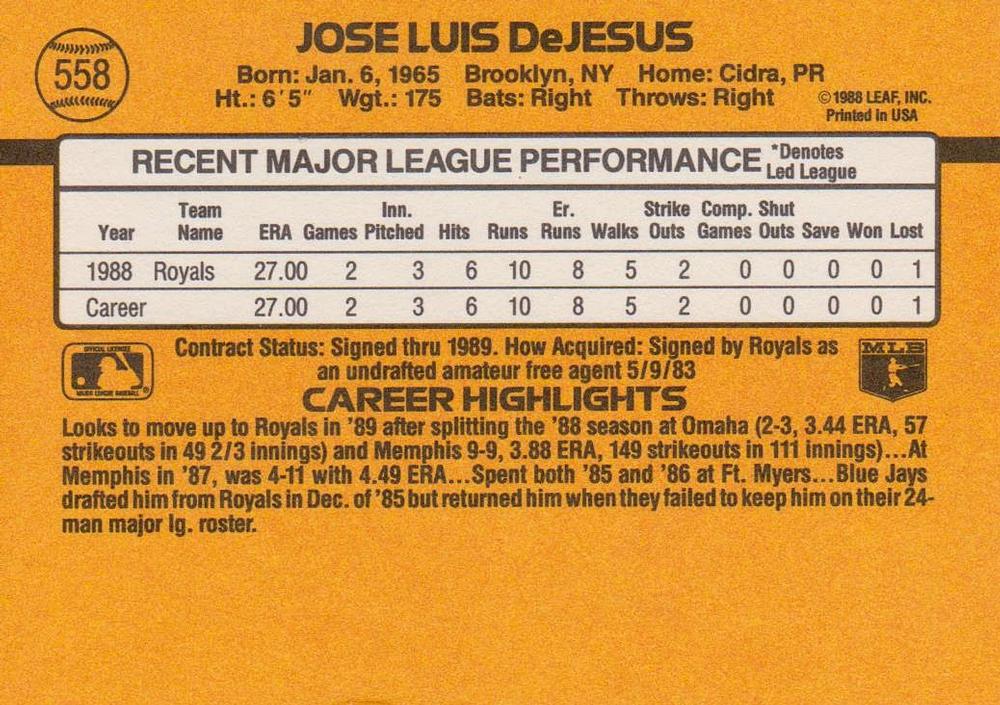 558
JOSE LUIS DeJESUS
Born: Jan. 6, 1965 Brooklyn, NY Home: Cidra, PR
Ht.: 6'5" Wgt.: 175 Bats: Right Throws: Right
©1988 LEAF, INC.
Printed in USA
RECENT MAJOR LEAGUE PERFORMANCE *Denotes
Led League
Team Inn. Er. Strike Comp. Shut
Year Name ERA Games Pitched Hits Runs Runs Walks Outs Games Outs Save Won Lost
1988 Royals 27.00 2 3 6 10 8 5 2 0 0 0 0 1
Career 27.00 2 3 6 10 8 5 2 0 0 0 0 1
OFFICIAL LICENSEE
MAJOR LEAGUE BASEBALL
Contract Status: Signed thru 1989. How Acquired: Signed by Royals as
an undrafted amateur free agent 5/9/83
MLB
CAREER HIGHLIGHTS
Looks to move up to Royals in '89 after splitting the '88 season at Omaha (2-3, 3.44 ERA, 57
strikeouts in 49 2/3 innings) and Memphis 9-9, 3.88 ERA, 149 strikeouts in 111 innings)...At
Memphis in '87, was 4-11 with 4.49 ERA...Spent both '85 and '86 at Ft. Myers...Blue Jays
drafted him from Royals in Dec. of '85 but returned him when they failed to keep him on their 24-
man major lg. roster.